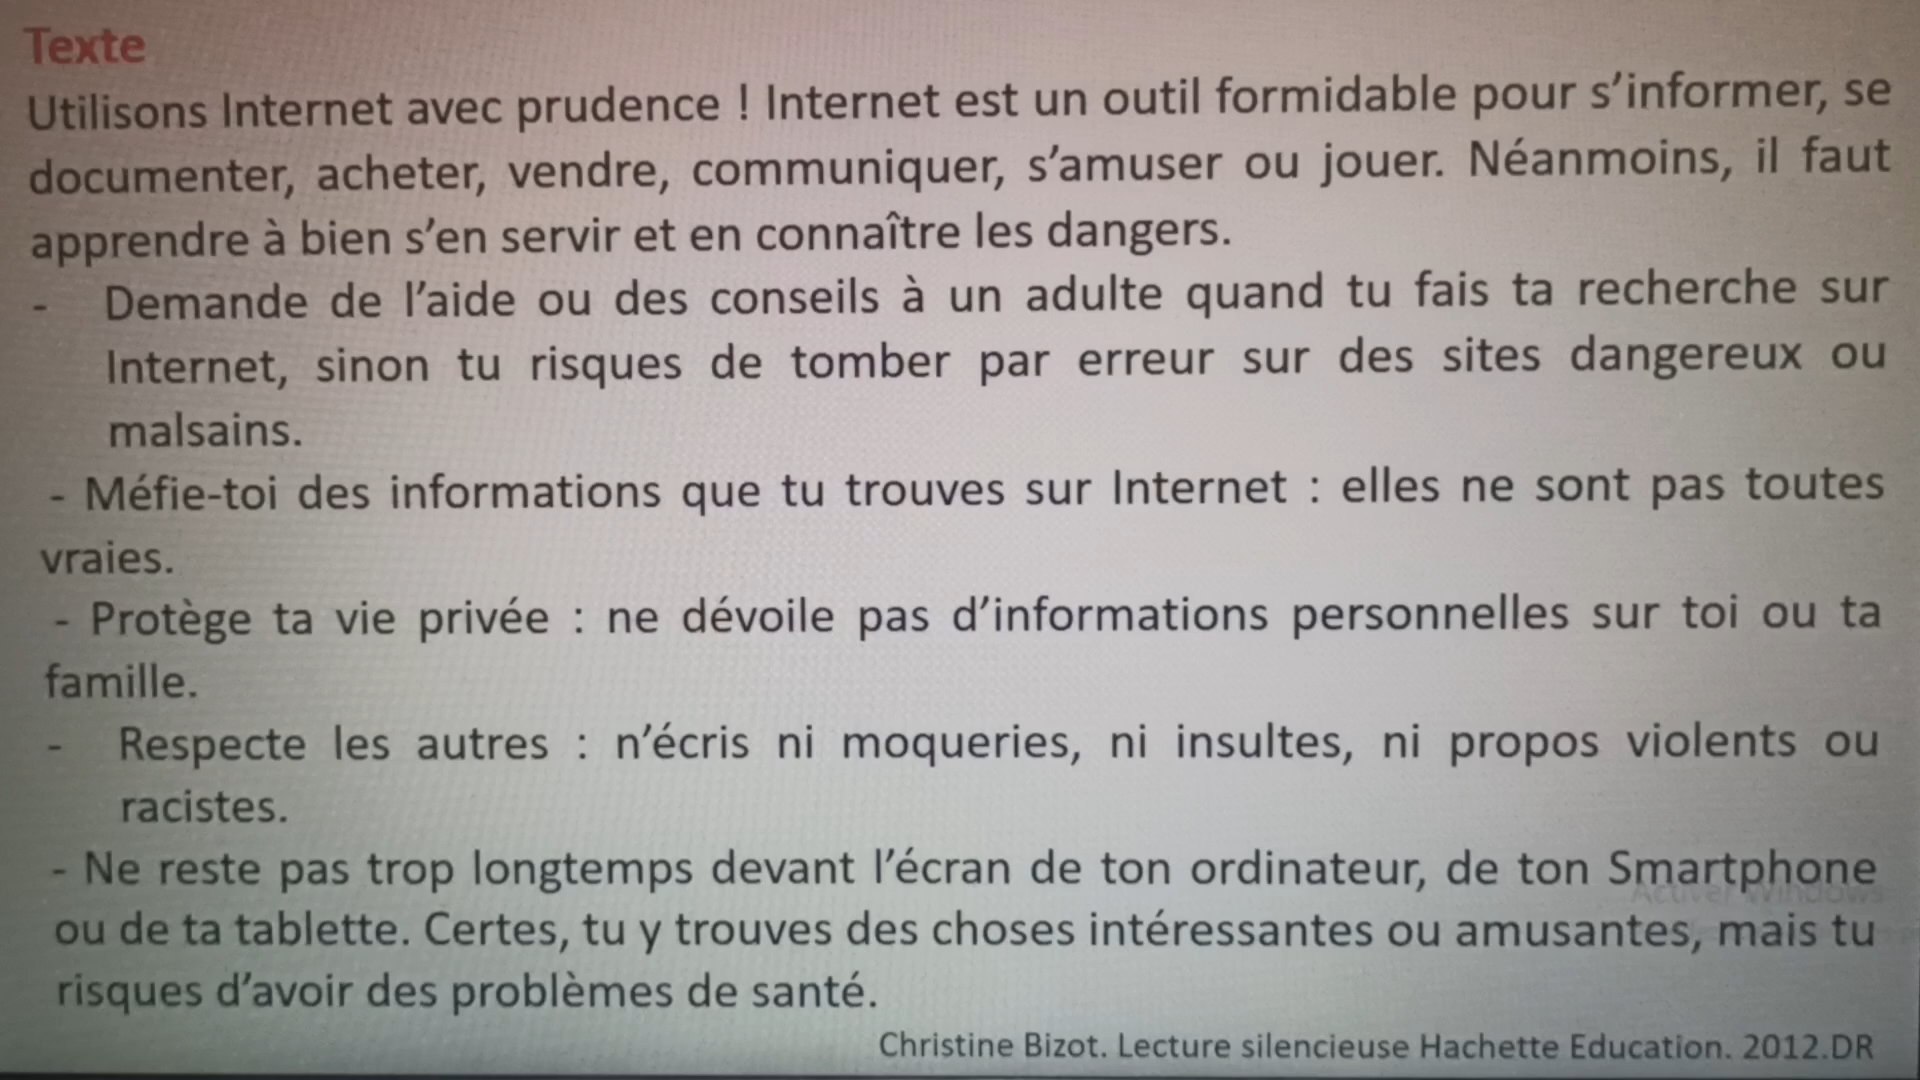 Texte
Utilisons Internet avec prudence ! Internet est un outil formidable pour s’informer, se
documenter, acheter, vendre, communiquer, s’amuser ou jouer. Néanmoins, il faut
apprendre à bien s’en servir et en connaître les dangers.
- Demande de l’aide ou des conseils à un adulte quand tu fais ta recherche sur
Internet, sinon tu risques de tomber par erreur sur des sites dangereux ou
malsains.
- Méfie-toi des informations que tu trouves sur Internet : elles ne sont pas toutes
vraies.
- Protège ta vie privée : ne dévoile pas d’informations personnelles sur toi ou ta
famille.
- Respecte les autres : n’écris ni moqueries, ni insultes, ni propos violents ou
racistes.
- Ne reste pas trop longtemps devant l’écran de ton ordinateur, de ton Smartphone
Activer Windows
ou de ta tablette. Certes, tu y trouves des choses intéressantes ou amusantes, mais tu
risques d’avoir des problèmes de santé.
Christine Bizot. Lecture silencieuse Hachette Education. 2012.DR